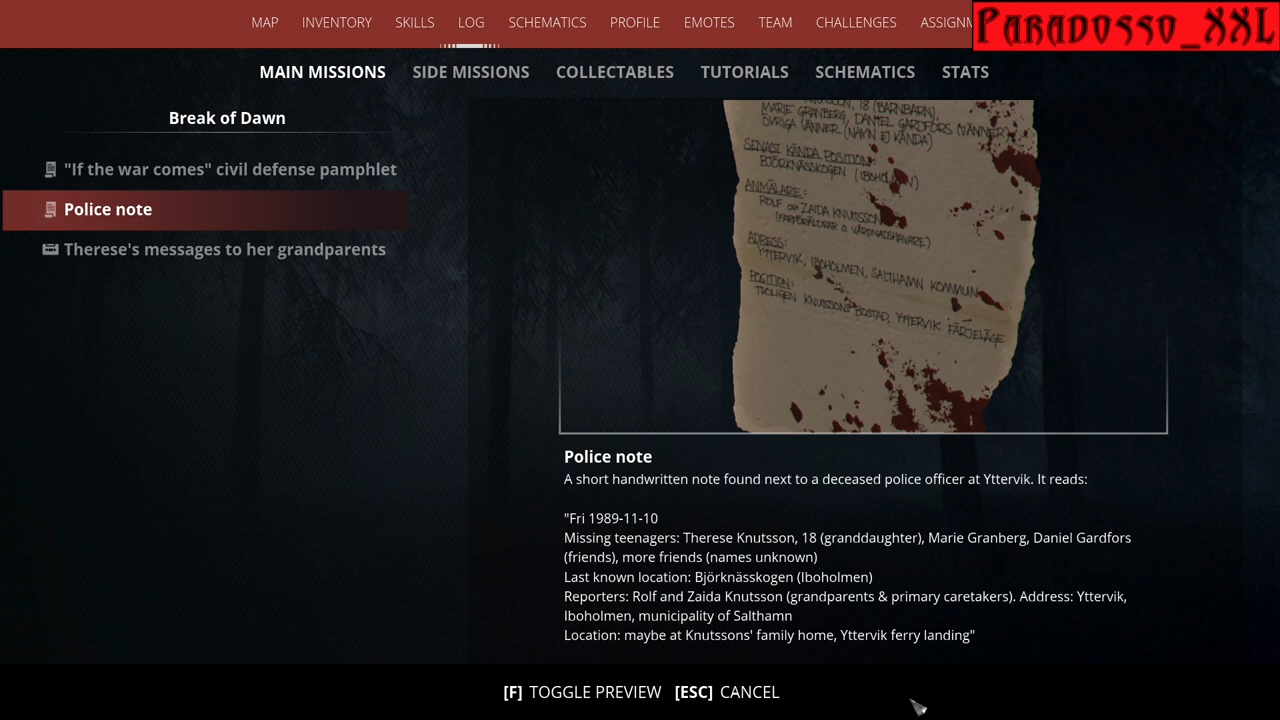 MAP INVENTORY SKILLS LOG SCHEMATICS PROFILE EMOTES TEAM CHALLENGES
Paradosso_XXL
MAIN MISSIONS SIDE MISSIONS COLLECTABLES TUTORIALS SCHEMATICS STATS
Break of Dawn
"If the war comes" civil defense pamphlet
Police note
Therese's messages to her grandparents
18 (BARNBARN),
MARIE GRANBERG, DANIEL GARDFORS (VÄNNER)
ÖVRIGA VÄNNER (NAMN EJ KÄNDA)
SENAST KÄNDA POSITION:
BJÖRKNÄSSKOGEN (IBOHOLMEN)
ANMÄLARE:
ROLF och ZAIDA KNUTSSON
(FARFÖRÄLDRAR & VÅRDNADSHAVARE)
ADRESS:
YTTERVIK, IBOHOLMEN, SALTHAMN KOMMUN
POSITION:
TROLIGEN KNUTSSONS BOSTAD, YTTERVIK FÄRJELÄGE
Police note
A short handwritten note found next to a deceased police officer at Yttervik. It reads:
"Fri 1989-11-10
Missing teenagers: Therese Knutsson, 18 (granddaughter), Marie Granberg, Daniel Gardfors
(friends), more friends (names unknown)
Last known location: Björnässkogen (Iboholmen)
Reporters: Rolf and Zaida Knutsson (grandparents & primary caretakers). Address: Yttervik,
Iboholmen, municipality of Salthamn
Location: maybe at Knutssons' family home, Yttervik ferry landing"
[F] TOGGLE PREVIEW [ESC] CANCEL